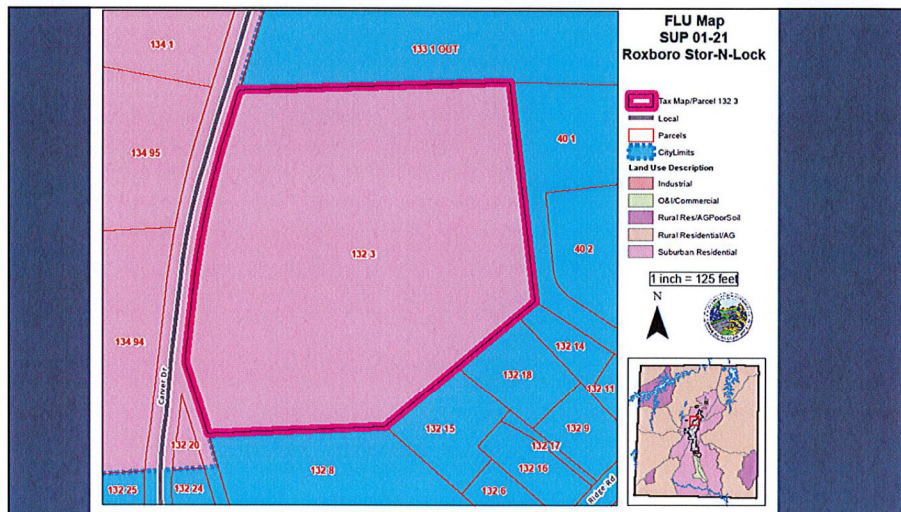 FLU Map
SUP 01-21
Roxboro Stor-N-Lock
134 1
133 1 OUT
134 95
40 1
132 3
40 2
134 94
Carver Dr
132 14
132 18
132 11
132 15
132 9
132 20
132 17
132 8
132 16
132 25
132 24
132 6
Ridge Rd
Tax Map/Parcel 132 3
Local
Parcels
CityLimits
Land Use Description
Industrial
O&I/Commercial
Rural Res/AGPoorSoil
Rural Residential/AG
Suburban Residential
1 inch = 125 feet
N